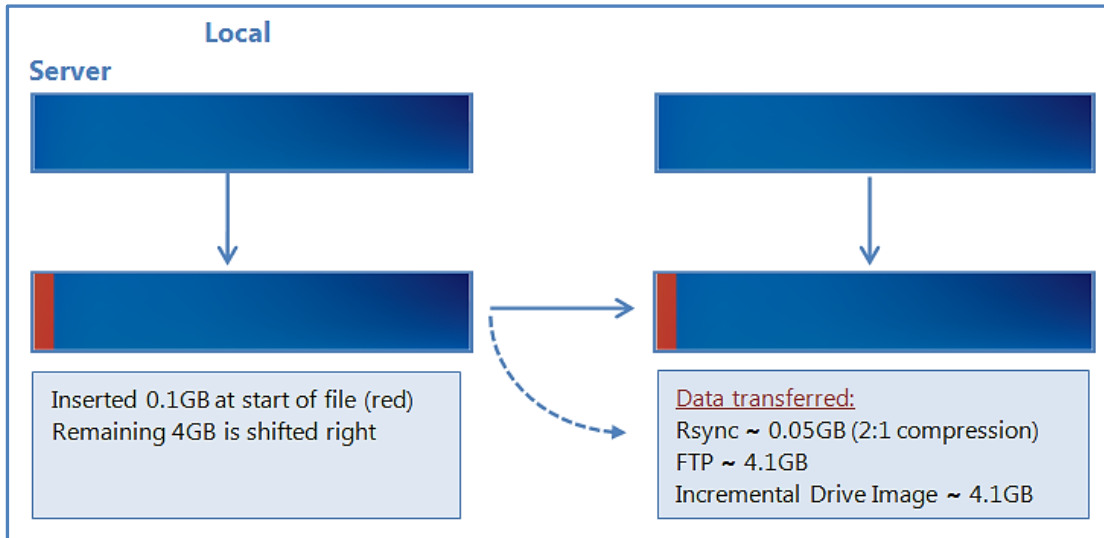 Local
Server
Inserted 0.1GB at start of file (red)
Remaining 4GB is shifted right
Data transferred:
Rsync ~ 0.05GB (2:1 compression)
FTP ~ 4.1GB
Incremental Drive Image ~ 4.1GB